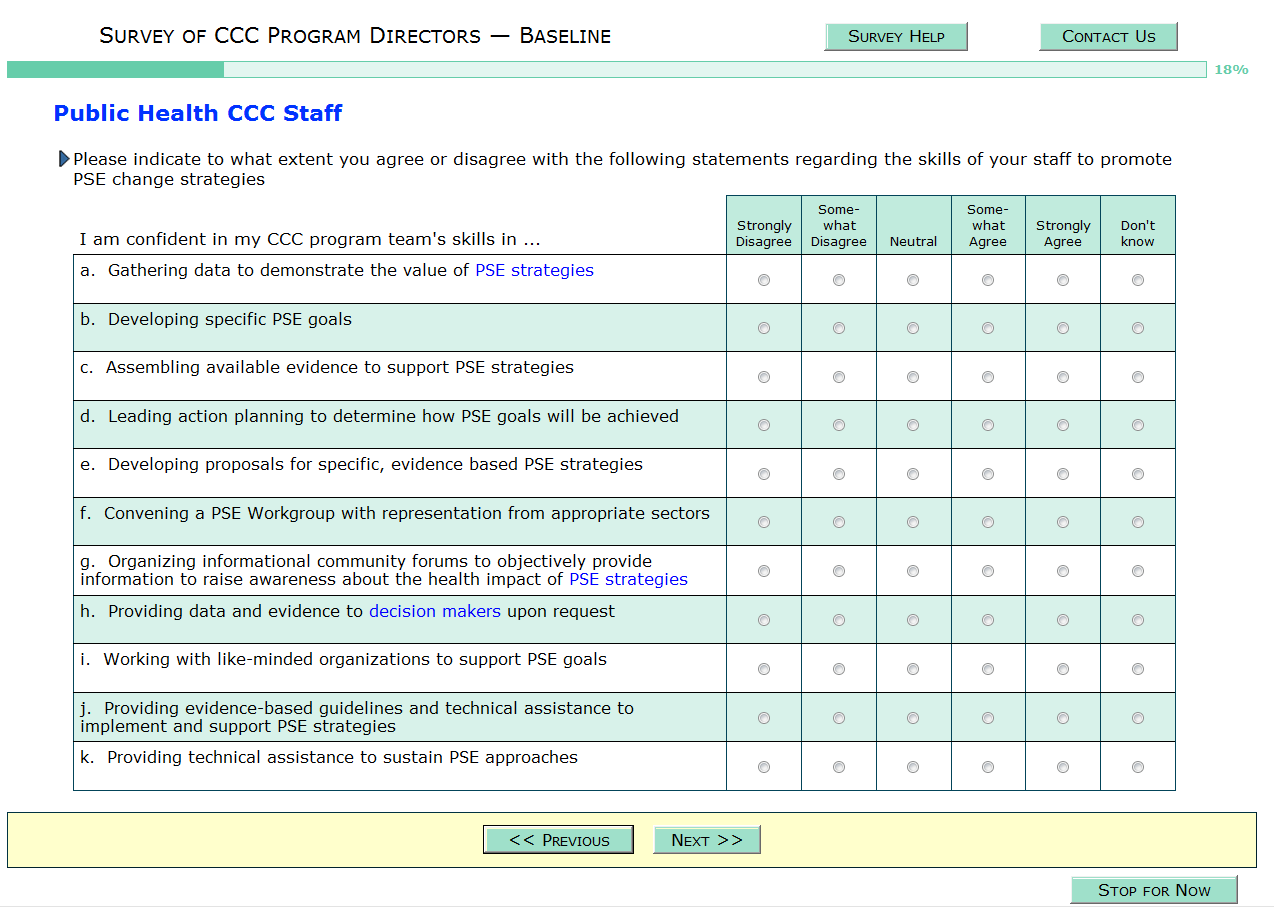 Survey of CCC Program Directors — Baseline
Survey Help
Contact Us
18%
Public Health CCC Staff
Please indicate to what extent you agree or disagree with the following statements regarding the skills of your staff to promote
PSE change strategies
I am confident in my CCC program team's skills in ...
Strongly
Disagree
Some-
what
Disagree
Neutral
Some-
what
Agree
Strongly
Agree
Don't
know
a. Gathering data to demonstrate the value of PSE strategies
b. Developing specific PSE goals
c. Assembling available evidence to support PSE strategies
d. Leading action planning to determine how PSE goals will be achieved
e. Developing proposals for specific, evidence based PSE strategies
f. Convening a PSE Workgroup with representation from appropriate sectors
g. Organizing informational community forums to objectively provide
information to raise awareness about the health impact of PSE strategies
h. Providing data and evidence to decision makers upon request
i. Working with like-minded organizations to support PSE goals
j. Providing evidence-based guidelines and technical assistance to
implement and support PSE strategies
k. Providing technical assistance to sustain PSE approaches
<< Previous
Next >>
Stop for Now